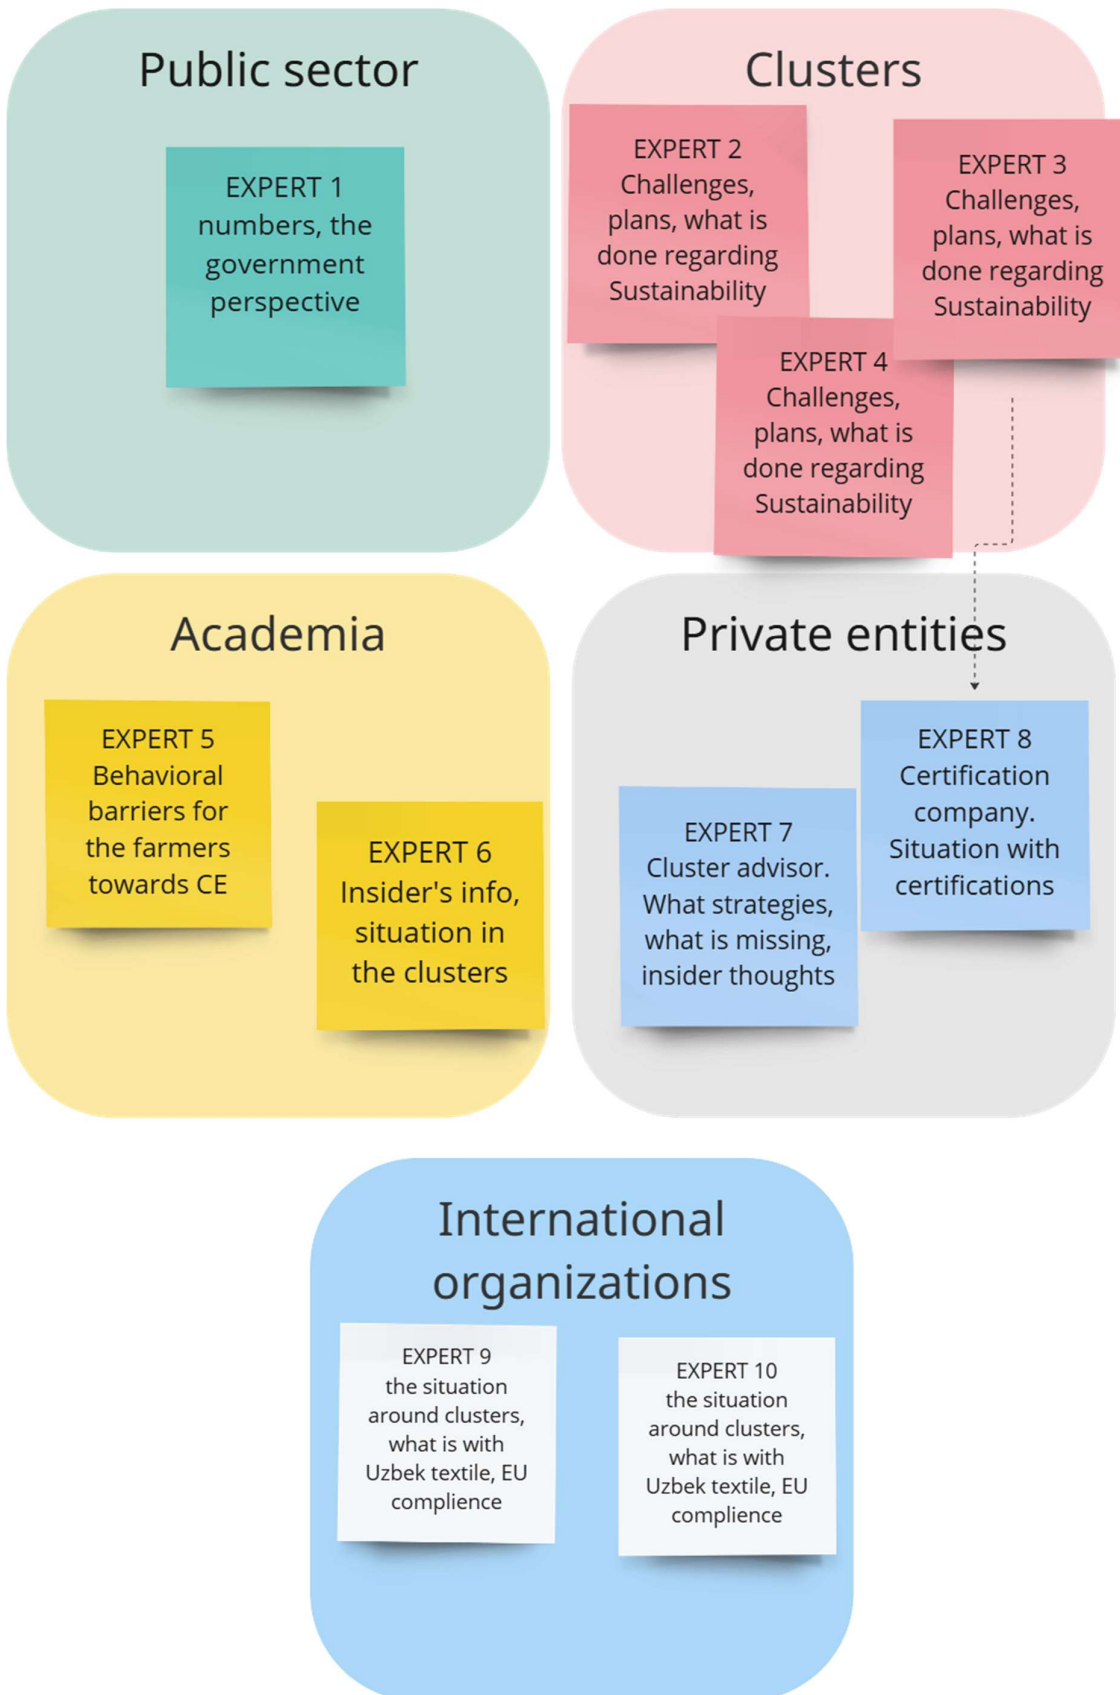 Public sector
EXPERT 1
numbers, the
government
perspective
Clusters
EXPERT 2
Challenges,
plans, what is
done regarding
Sustainability
EXPERT 3
Challenges,
plans, what is
done regarding
Sustainability
EXPERT 4
Challenges,
plans, what is
done regarding
Sustainability
Academia
EXPERT 5
Behavioral
barriers for
the farmers
towards CE
EXPERT 6
Insider's info,
situation in
the clusters
Private entities
EXPERT 7
Cluster advisor.
What strategies,
what is missing,
insider thoughts
EXPERT 8
Certification
company.
Situation with
certifications
International
organizations
EXPERT 9
the situation
around clusters,
what is with
Uzbek textile, EU
complience
EXPERT 10
the situation
around clusters,
what is with
Uzbek textile, EU
complience